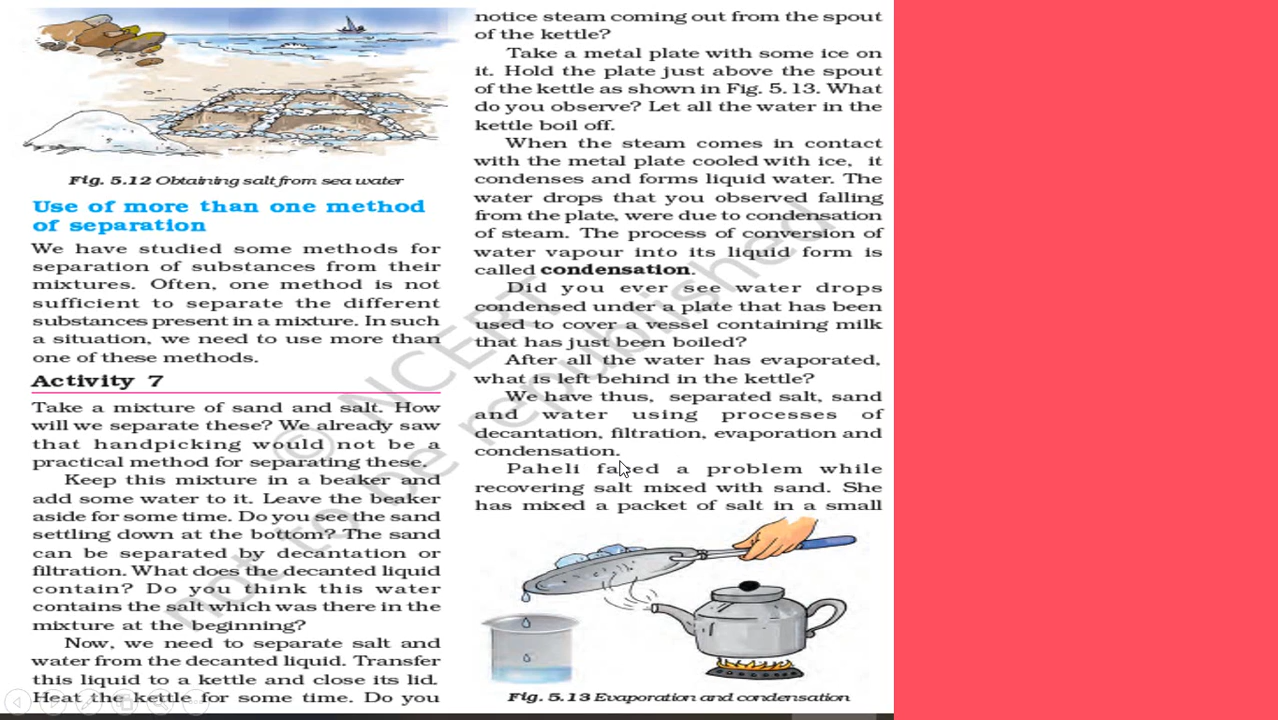 Fig. 5.12 Obtaining salt from sea water
Use of more than one method
of separation
We have studied some methods for
separation of substances from their
mixtures. Often, one method is not
sufficient to separate the different
substances present in a mixture. In such
a situation, we need to use more than
one of these methods.
Activity 7
Take a mixture of sand and salt. How
will we separate these? We already saw
that handpicking would not be a
practical method for separating these.
Keep this mixture in a beaker and
add some water to it. Leave the beaker
aside for some time. Do you see the sand
settling down at the bottom? The sand
can be separated by decantation or
filtration. What does the decanted liquid
contain? Do you think this water
contains the salt which was there in the
mixture at the beginning?
Now, we need to separate salt and
water from the decanted liquid. Transfer
this liquid to a kettle and close its lid.
Heat the kettle for some time. Do you
notice steam coming out from the spout
of the kettle?
Take a metal plate with some ice on
it. Hold the plate just above the spout
of the kettle as shown in Fig. 5.13. What
do you observe? Let all the water in the
kettle boil off.
When the steam comes in contact
with the metal plate cooled with ice, it
condenses and forms liquid water. The
water drops that you observed falling
from the plate, were due to condensation
of steam. The process of conversion of
water vapour into its liquid form is
called condensation.
Did you ever see water drops
condensed under a plate that has been
used to cover a vessel containing milk
that has just been boiled?
After all the water has evaporated,
what is left behind in the kettle?
We have thus, separated salt, sand
and water using processes of
decantation, filtration, evaporation and
condensation.
Paheli faced a problem while
recovering salt mixed with sand. She
has mixed a packet of salt in a small
Fig. 5.13 Evaporation and condensation
© NCERT
not to be republished